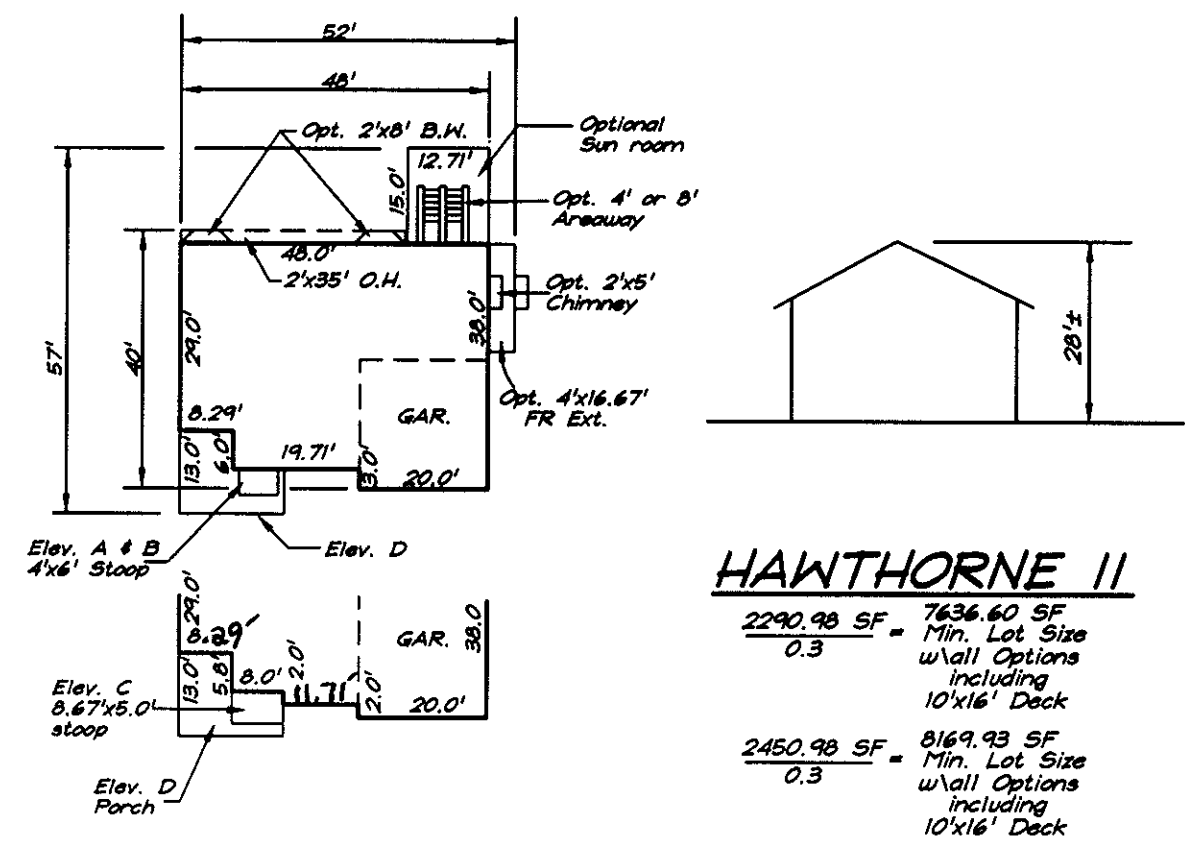 52'
48'
Opt. 2'x8' B.W.
Optional
Sun room
12.71'
15.0'
Opt. 4' or 8'
Areaway
48.0'
2'x35' O.H.
Opt. 2'x5'
Chimney
29.0'
38.0'
57'
40'
28'±
Opt. 4'x16.67'
FR Ext.
8.29'
GAR.
13.0'
6.0'
19.71'
3.0'
20.0'
Elev. A & B
4'x6' Stoop
Elev. D
HAWTHORNE II
2290.98 SF
0.3
=
7636.60 SF
Min. Lot Size
w\all Options
including
10'x16' Deck
2450.98 SF
0.3
=
8169.93 SF
Min. Lot Size
w\all Options
including
10'x16' Deck
29.0'
8.29'
GAR.
38.0
13.0'
5.8'
8.0'
2.0'
11.71'
2.0'
20.0'
Elev. C
8.67'x5.0'
stoop
Elev. D
Porch